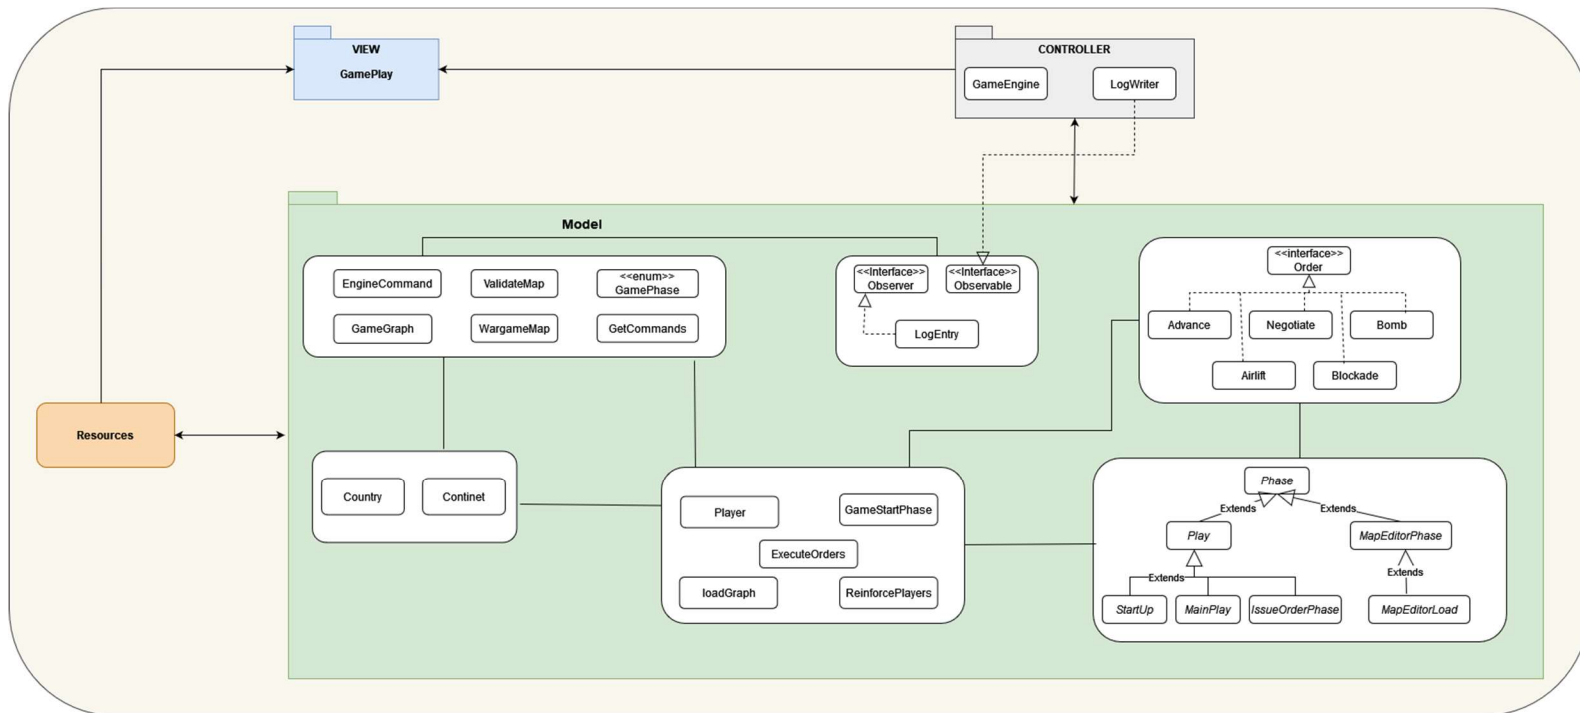 VIEW
GamePlay
CONTROLLER
GameEngine
LogWriter
Model
EngineCommand
ValidateMap
<<enum>>
GamePhase
GameGraph
WargameMap
GetCommands
<<Interface>>
Observer
<<Interface>>
Observable
LogEntry
<<interface>>
Order
Advance
Negotiate
Bomb
Airlift
Blockade
Resources
Country
Continet
Player
GameStartPhase
ExecuteOrders
loadGraph
ReinforcePlayers
Phase
Extends
Extends
Play
MapEditorPhase
Extends
Extends
StartUp
MainPlay
IssueOrderPhase
MapEditorLoad